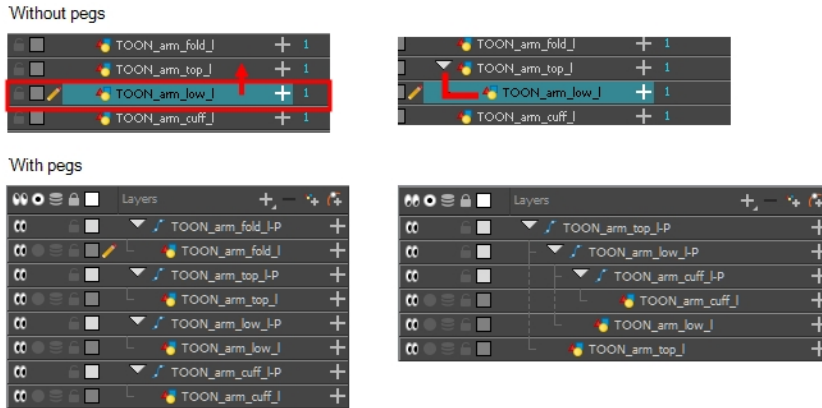 Without pegs
TOON_arm_fold_l 1
TOON_arm_top_l 1
TOON_arm_low_l 1
TOON_arm_cuff_l 1
TOON_arm_fold_l 1
TOON_arm_top_l 1
TOON_arm_low_l 1
TOON_arm_cuff_l 1
With pegs
Layers
TOON_arm_fold_l-P
TOON_arm_fold_l
TOON_arm_top_l-P
TOON_arm_top_l
TOON_arm_low_l-P
TOON_arm_low_l
TOON_arm_cuff_l-P
TOON_arm_cuff_l
Layers
TOON_arm_top_l-P
TOON_arm_low_l-P
TOON_arm_cuff_l-P
TOON_arm_cuff_l
TOON_arm_low_l
TOON_arm_top_l